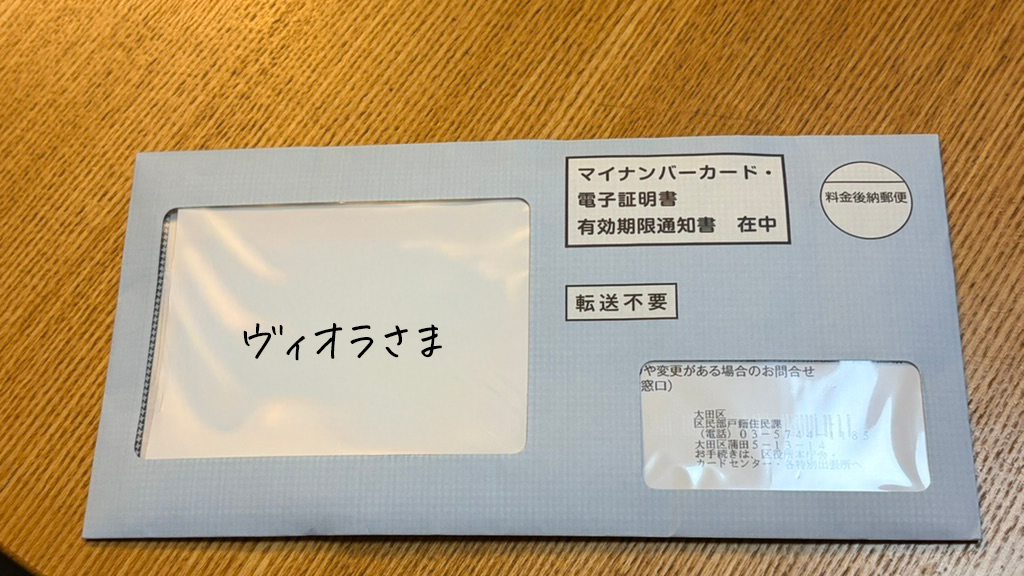 マイナンバーカード・
電子証明書
有効期限通知書 在中
料金後納郵便
転送不要
ヴィオラさま
や変更がある場合のお問合せ
窓口)
大田区
区民部戸籍住民課
(電話)03-57
大田区蒲田5-13-14
お手続きは、区役所本庁舎・
カードセンター・各特別出張所へ